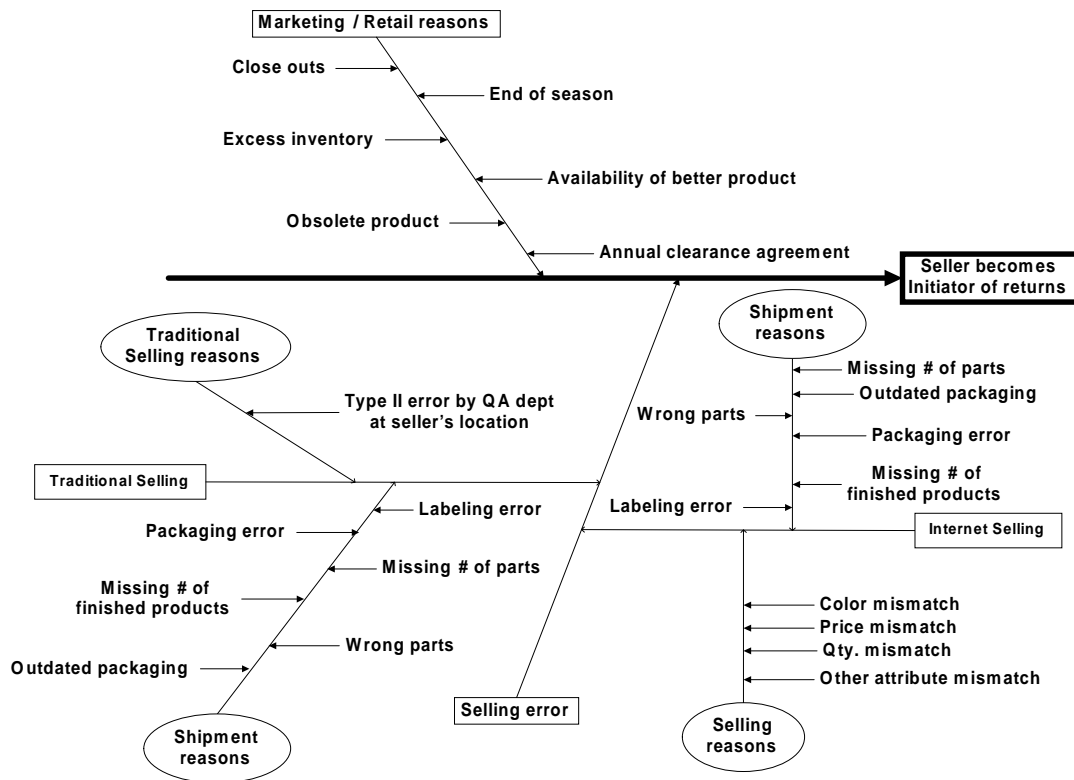 Marketing / Retail reasons
Close outs
End of season
Excess inventory
Availability of better product
Obsolete product
Annual clearance agreement
Seller becomes
Initiator of returns
Traditional
Selling reasons
Shipment
reasons
Missing # of parts
Outdated packaging
Type II error by QA dept
at seller's location
Wrong parts
Packaging error
Traditional Selling
Missing # of
finished products
Labeling error
Labeling error
Packaging error
Internet Selling
Missing # of parts
Missing # of
finished products
Color mismatch
Price mismatch
Wrong parts
Qty. mismatch
Outdated packaging
Other attribute mismatch
Selling error
Shipment
reasons
Selling
reasons